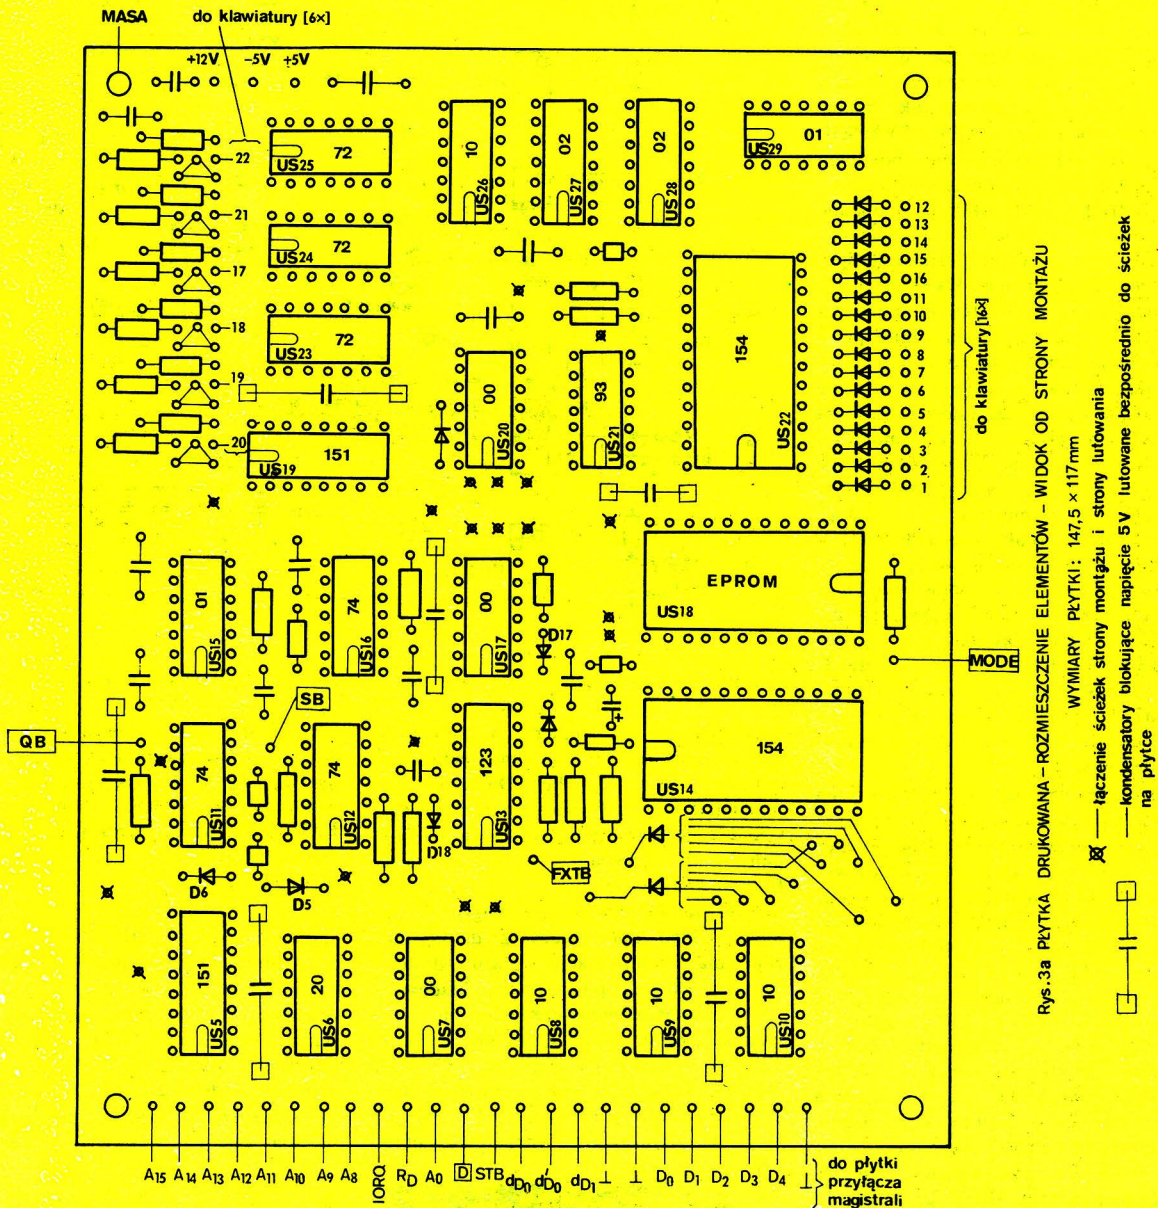 MASA
do klawiatury [6×]
+12V
-5V
+5V
22
21
17
18
19
20
72
US25
72
US24
72
US23
151
US19
10
US26
02
US27
02
US28
01
US29
12
13
14
15
16
11
10
9
8
7
6
5
4
3
2
1
do klawiatury [16x]
00
US20
93
US21
154
US22
EPROM
US18
MODE
01
US15
74
US16
00
US17
D17
SB
QB
74
US11
74
US12
123
US13
154
US14
D18
FXTB
D6
D5
151
US5
20
US6
00
US7
10
US8
10
US9
10
US10
A15
A14
A13
A12
A11
A10
A9
A8
IORQ
RD
A0
D
STB
dD0
d'D0
dD1
⊥
⊥
D0
D1
D2
D3
D4
⊥
do płytki
przyłącza
magistrali
Rys.3a PŁYTKA DRUKOWANA – ROZMIESZCZENIE ELEMENTÓW – WIDOK OD STRONY MONTAŻU
WYMIARY PŁYTKI: 147,5 × 117 mm
— łączenie ścieżek strony montążu i strony lutowania
— kondensatory blokujące napięcie 5V lutowane bezpośrednio do ścieżek
na płytce